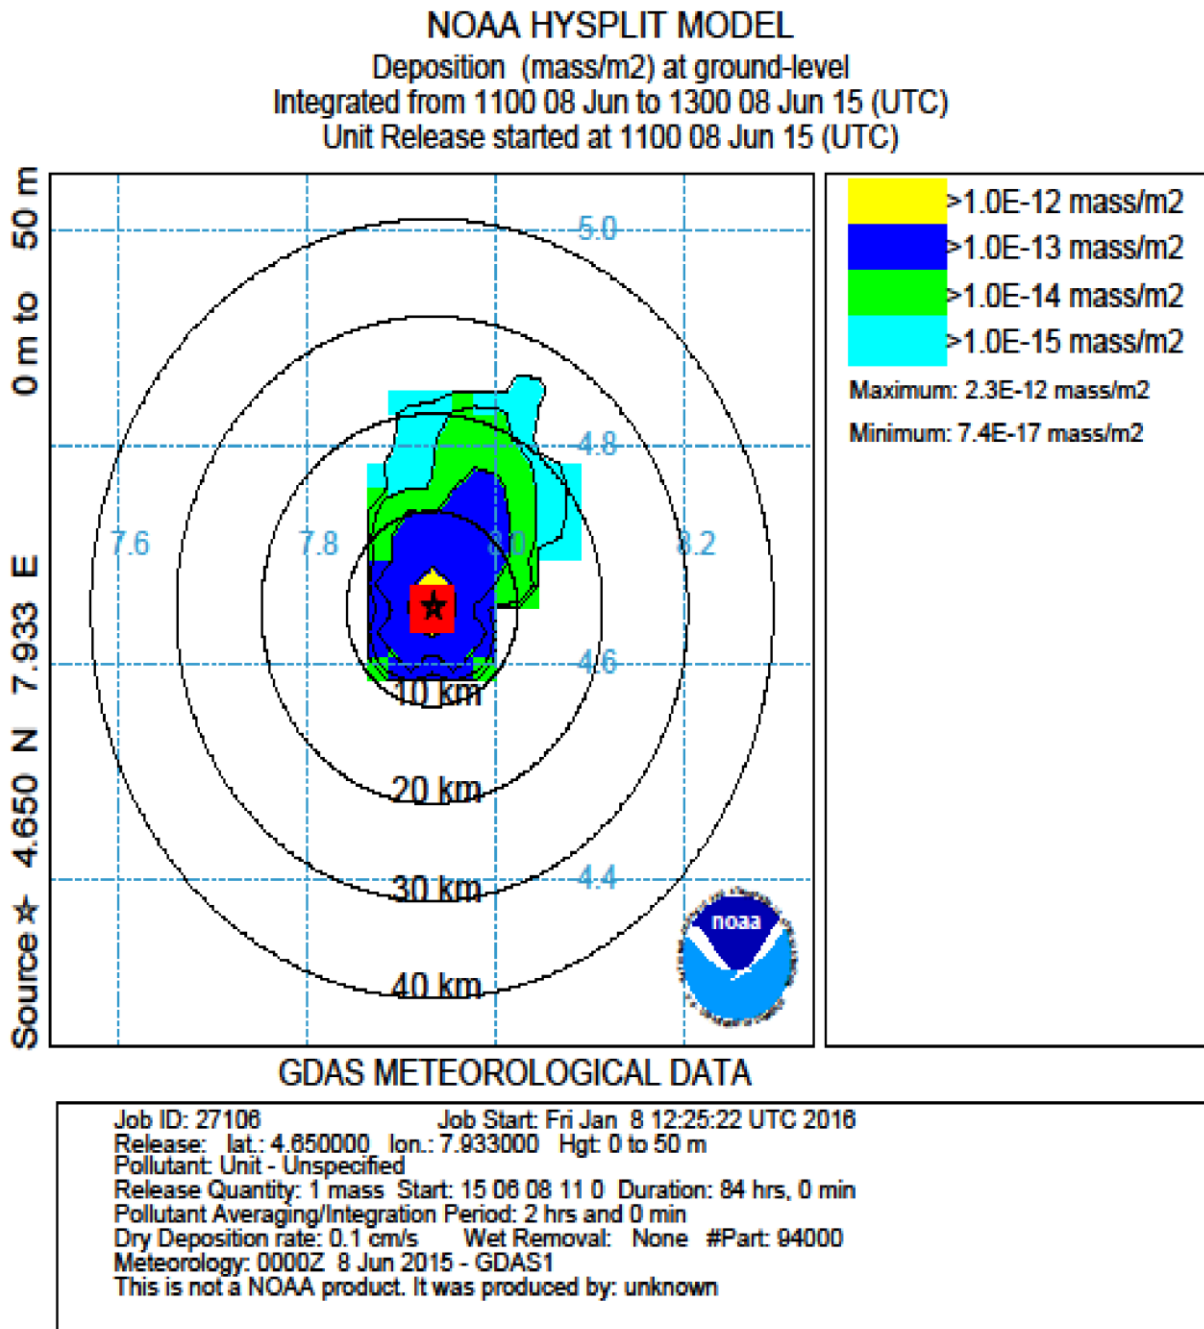 NOAA HYSPLIT MODEL
Deposition (mass/m2) at ground-level
Integrated from 1100 08 Jun to 1300 08 Jun 15 (UTC)
Unit Release started at 1100 08 Jun 15 (UTC)
Source ☆ 4.650 N 7.933 E 0 m to 50 m
5.0
4.8
7.6 7.8 8.0 8.2
4.6
10 km
20 km
4.4
30 km
40 km
noaa
>1.0E-12 mass/m2
>1.0E-13 mass/m2
>1.0E-14 mass/m2
>1.0E-15 mass/m2
Maximum: 2.3E-12 mass/m2
Minimum: 7.4E-17 mass/m2
GDAS METEOROLOGICAL DATA
Job ID: 27106 Job Start: Fri Jan 8 12:25:22 UTC 2016
Release: lat.: 4.650000 lon.: 7.933000 Hgt: 0 to 50 m
Pollutant: Unit - Unspecified
Release Quantity: 1 mass Start: 15 06 08 11 0 Duration: 84 hrs, 0 min
Pollutant Averaging/Integration Period: 2 hrs and 0 min
Dry Deposition rate: 0.1 cm/s Wet Removal: None #Part: 94000
Meteorology: 0000Z 8 Jun 2015 - GDAS1
This is not a NOAA product. It was produced by: unknown